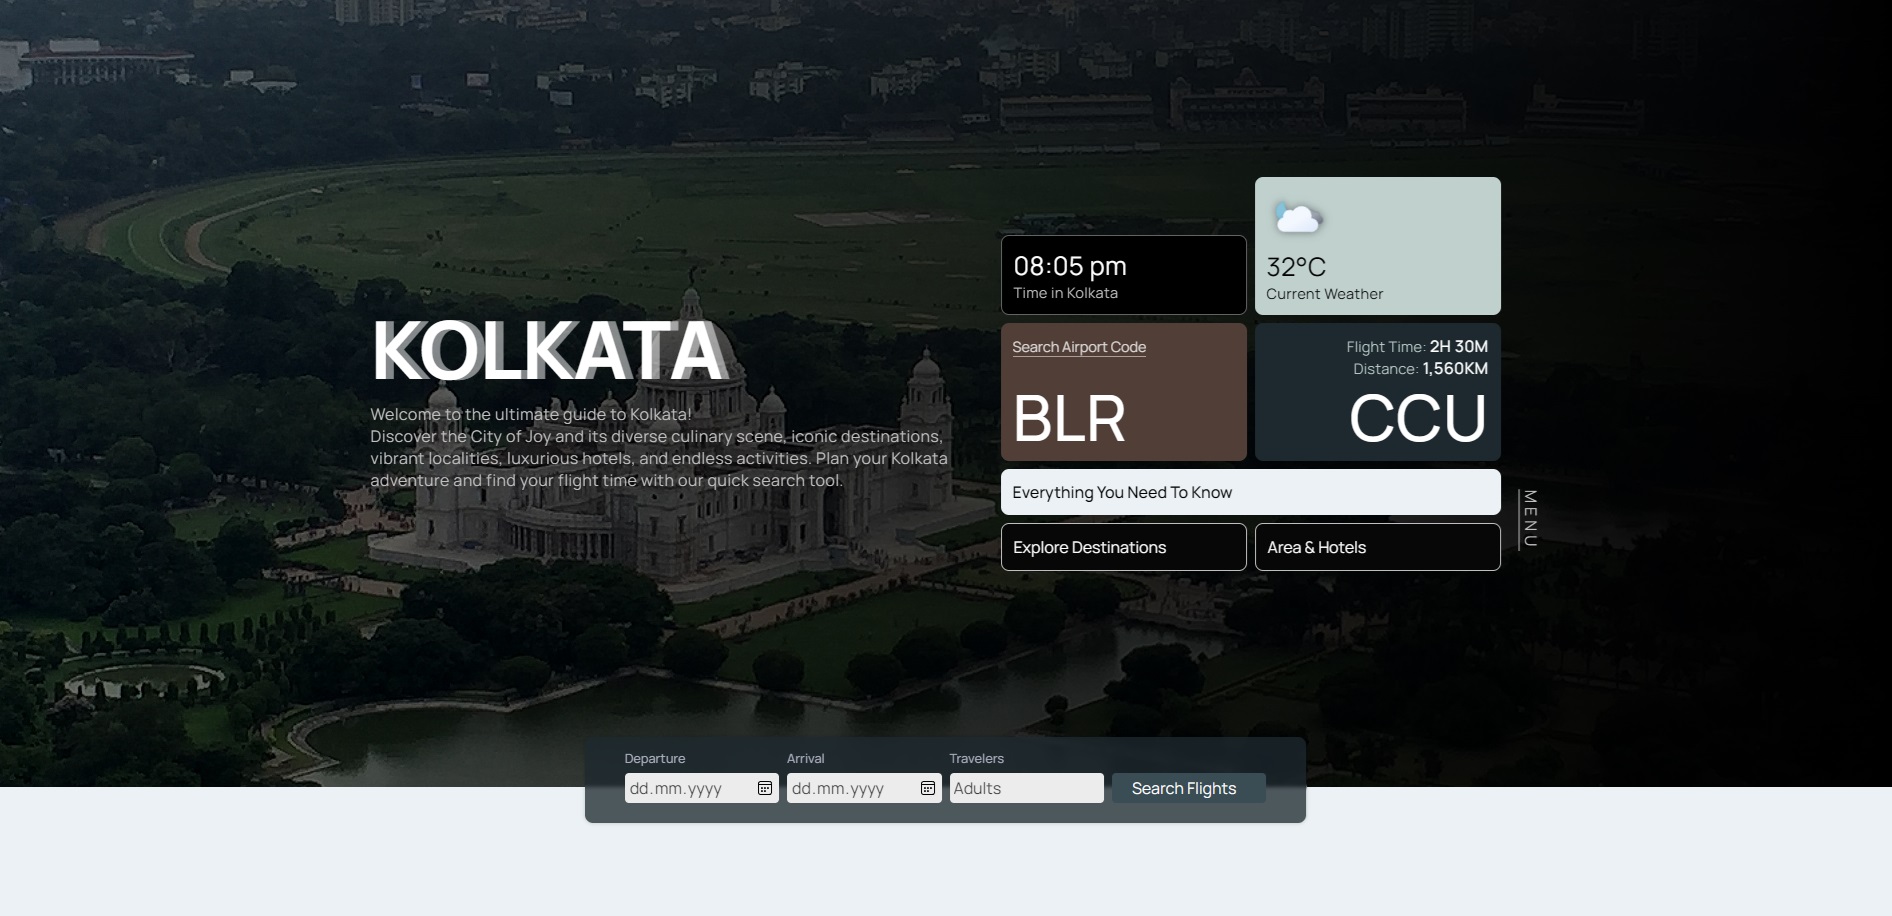 KOLKATA
Welcome to the ultimate guide to Kolkata!
Discover the City of Joy and its diverse culinary scene, iconic destinations,
vibrant localities, luxurious hotels, and endless activities. Plan your Kolkata
adventure and find your flight time with our quick search tool.
08:05 pm
Time in Kolkata
32°C
Current Weather
Search Airport Code
BLR
Flight Time: 2H 30M
Distance: 1,560KM
CCU
Everything You Need To Know
Explore Destinations
Area & Hotels
MENU
Departure
dd.mm.yyyy
Arrival
dd.mm.yyyy
Travelers
Adults
Search Flights